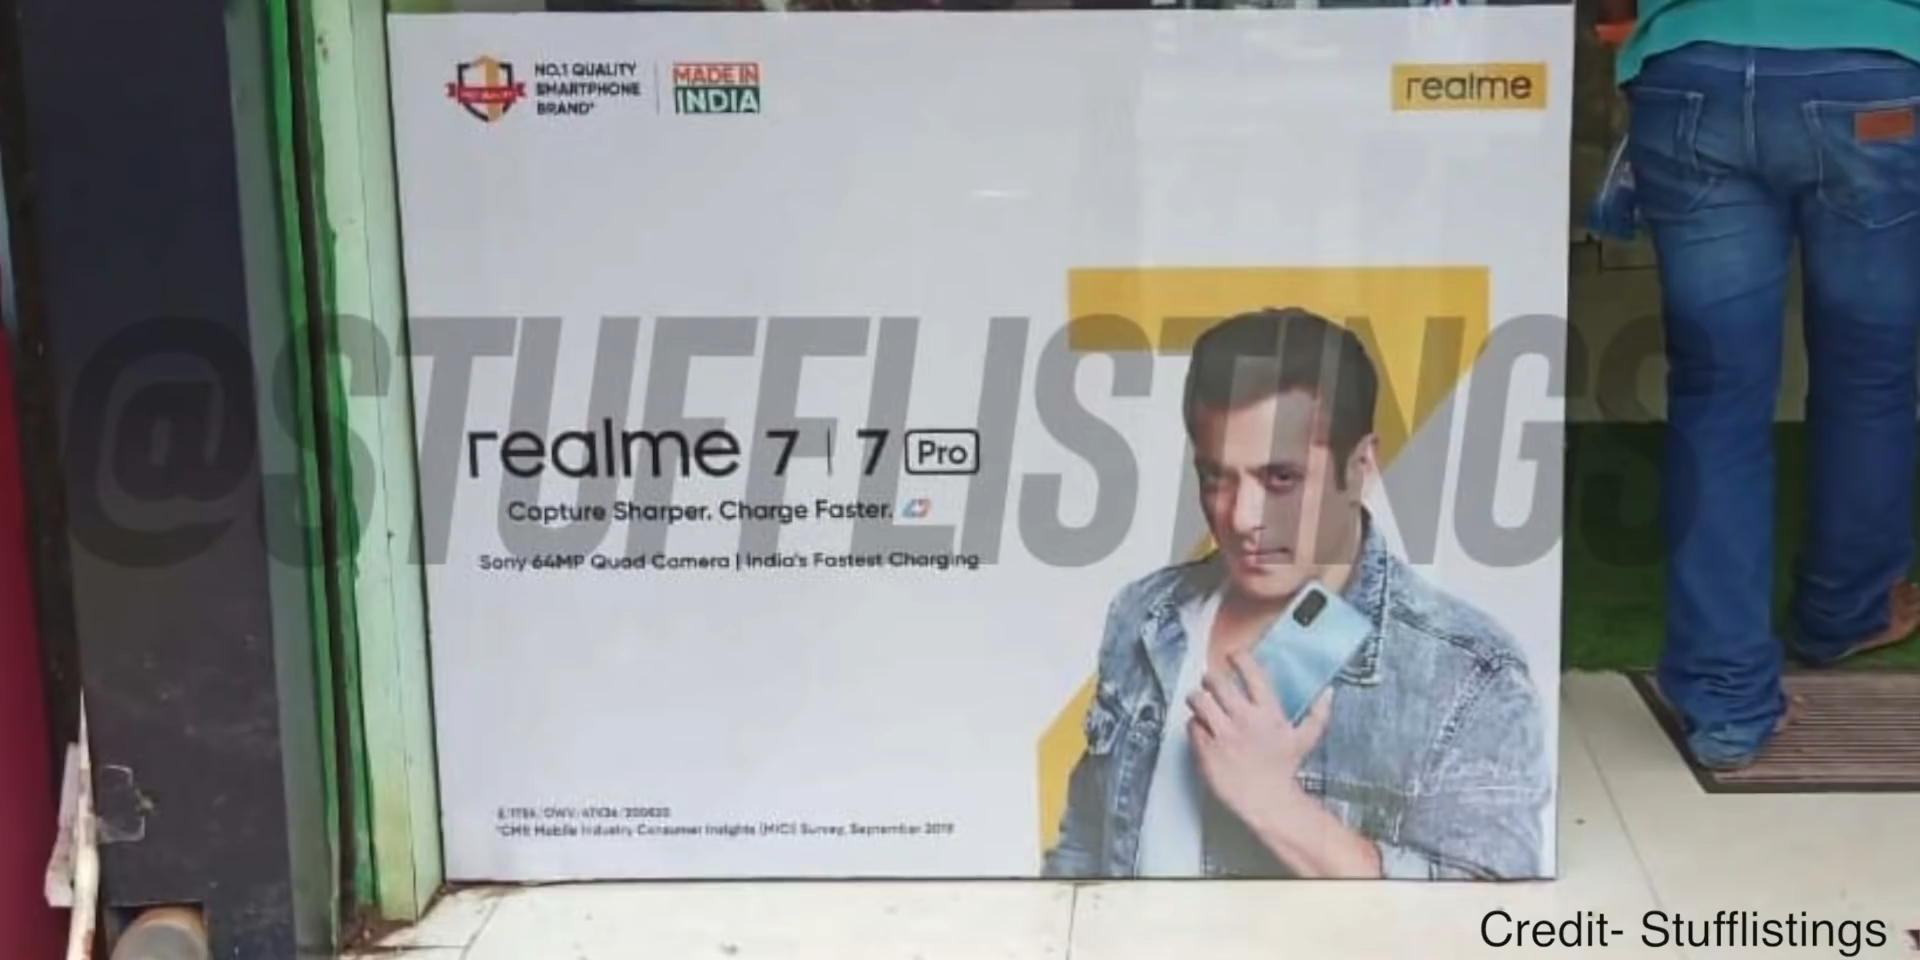 NO.1 QUALITY
SMARTPHONE
BRAND*
MADE IN
INDIA
realme
@STUFFLISTINGS
realme 7 | 7 Pro
Capture Sharper. Charge Faster.
Sony 64MP Quad Camera | India's Fastest Charging
*CMR Mobile Industry Consumer Insights (MICI) Survey, September 2019
Credit- Stufflistings